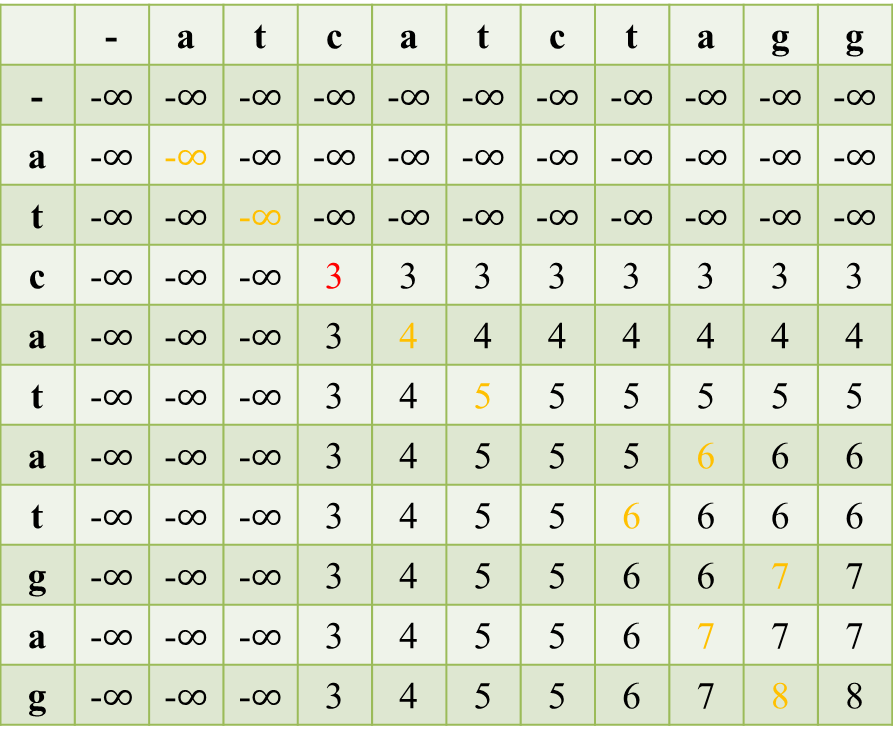 - a t c a t c t a g g
- -∞ -∞ -∞ -∞ -∞ -∞ -∞ -∞ -∞ -∞ -∞
a -∞ -∞ -∞ -∞ -∞ -∞ -∞ -∞ -∞ -∞ -∞
t -∞ -∞ -∞ -∞ -∞ -∞ -∞ -∞ -∞ -∞ -∞
c -∞ -∞ -∞ 3 3 3 3 3 3 3 3
a -∞ -∞ -∞ 3 4 4 4 4 4 4 4
t -∞ -∞ -∞ 3 4 5 5 5 5 5 5
a -∞ -∞ -∞ 3 4 5 5 5 6 6 6
t -∞ -∞ -∞ 3 4 5 5 6 6 6 6
g -∞ -∞ -∞ 3 4 5 5 6 6 7 7
a -∞ -∞ -∞ 3 4 5 5 6 7 7 7
g -∞ -∞ -∞ 3 4 5 5 6 7 8 8